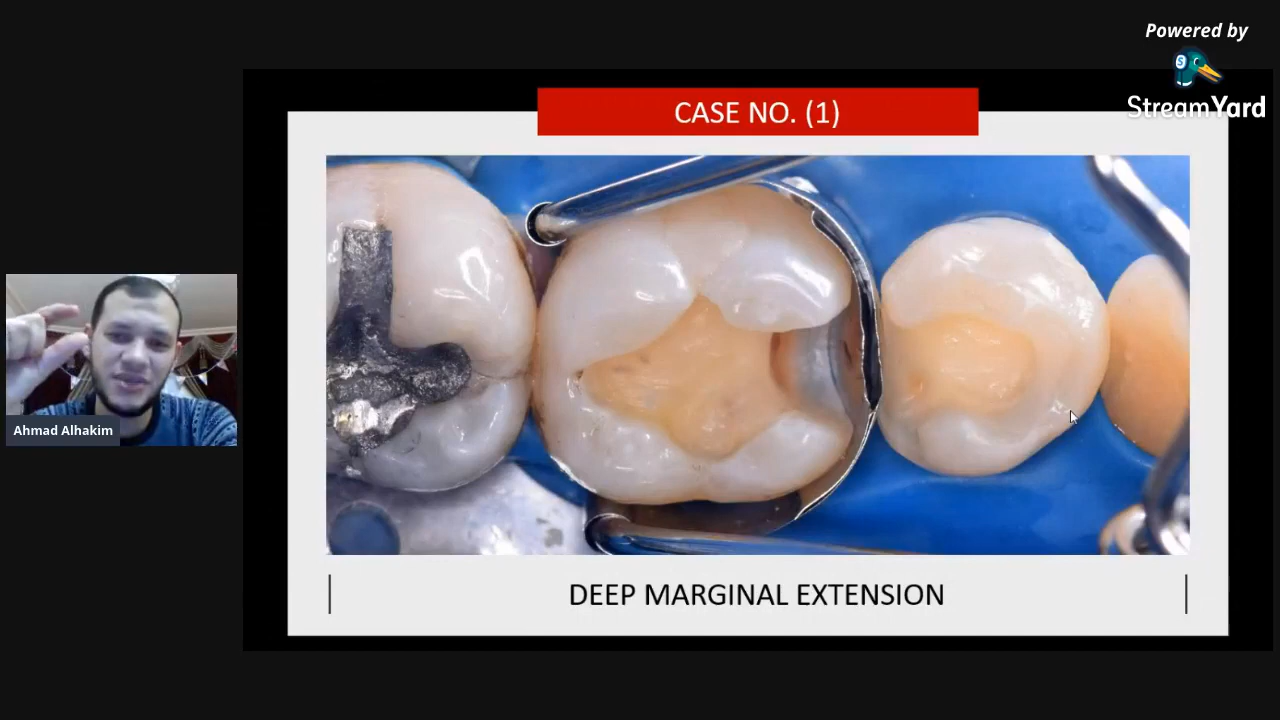 Powered by
StreamYard
CASE NO. (1)
Ahmad Alhakim
DEEP MARGINAL EXTENSION